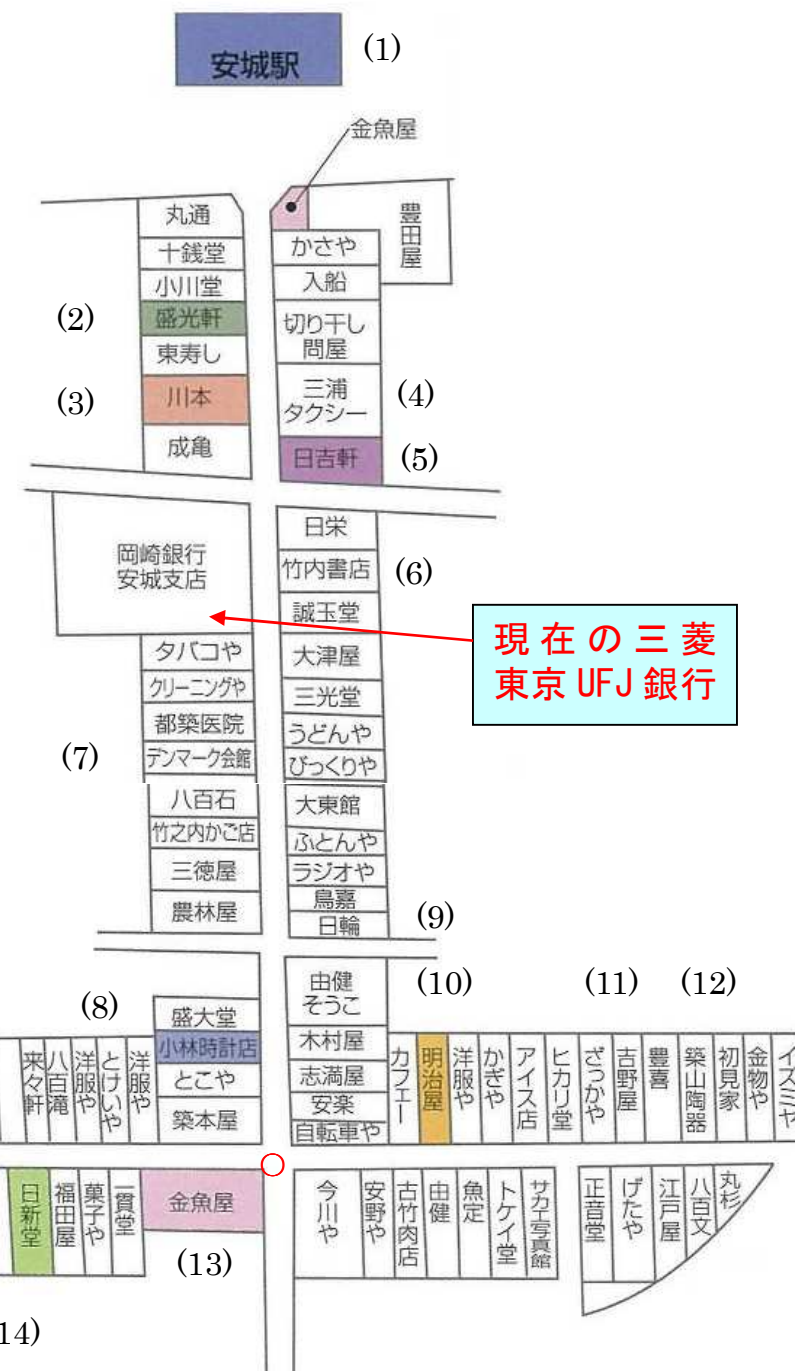 安城駅
(1)
金魚屋
丸通
十銭堂
小川堂
盛光軒
(2)
東寿し
川本
(3)
成亀
豊田屋
かさや
入船
切り干し
問屋
三浦
タクシー
(4)
日吉軒
(5)
岡崎銀行
安城支店
現在の三菱
東京UFJ銀行
日栄
竹内書店
(6)
誠玉堂
大津屋
三光堂
うどんや
びっくりや
大東館
ふとんや
ラジオや
鳥嘉
日輪
(9)
タバコや
クリーニングや
都築医院
デンマーク会館
(7)
八百石
竹之内かご店
三徳屋
農林屋
(8)
盛大堂
小林時計店
とこや
築本屋
来々軒
八百滝
洋服や
とけいや
洋服や
由健
そうこ
木村屋
志満屋
安楽
自転車や
(10)
(11)
(12)
カフェー
明治屋
洋服や
かぎや
アイス店
ヒカリ堂
ざっかや
吉野屋
豊喜
築山陶器
初見家
金物や
イズミヤ
日新堂
福田屋
菓子や
一貫堂
金魚屋
(13)
14)
今川や
安野や
古竹肉店
由健
魚定
トケイ堂
サカエ写真館
正音堂
げたや
江戸屋
八百文
丸杉